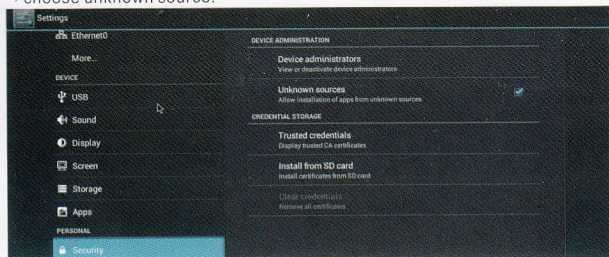 →choose unknown source.
Settings
Ethernet0
More...
DEVICE
USB
Sound
Display
Screen
Storage
Apps
PERSONAL
Security
DEVICE ADMINISTRATION
Device administrators
View or deactivate device administrators
Unknown sources
Allow installation of apps from unknown sources
CREDENTIAL STORAGE
Trusted credentials
Display trusted CA certificates
Install from SD card
Install certificates from SD card
Clear credentials
Remove all certificates